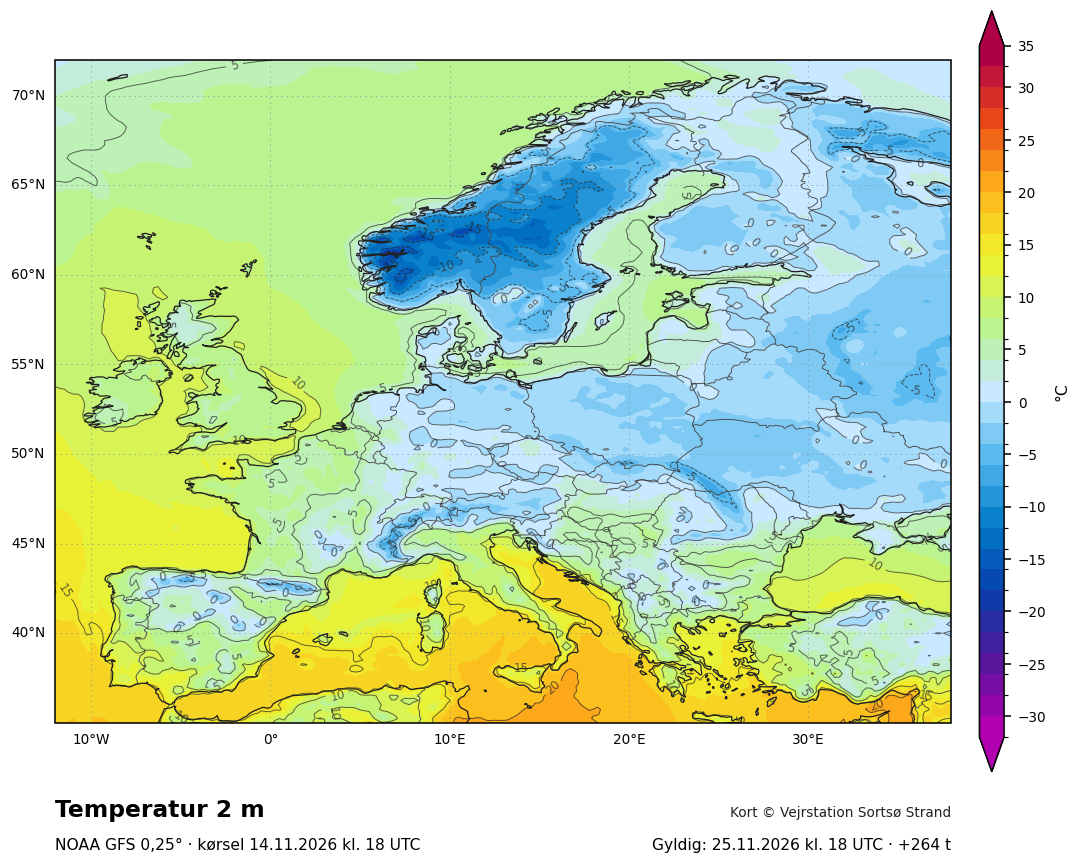 70°N
65°N
60°N
55°N
50°N
45°N
40°N
10°W
0°
10°E
20°E
30°E
35
30
25
20
15
10
5
0
−5
−10
−15
−20
−25
−30
°C
Temperatur 2 m
Kort © Vejrstation Sortsø Strand
NOAA GFS 0,25° · kørsel 14.11.2026 kl. 18 UTC
Gyldig: 25.11.2026 kl. 18 UTC · +264 t